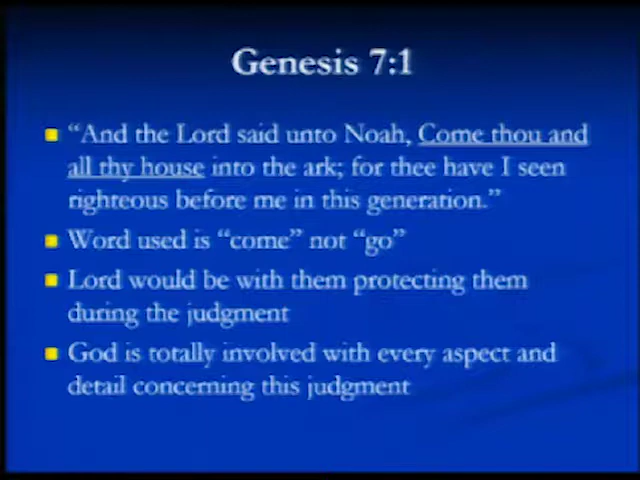 Genesis 7:1
“And the Lord said unto Noah, Come thou and
all thy house into the ark; for thee have I seen
righteous before me in this generation.”
Word used is “come” not “go”
Lord would be with them protecting them
during the judgment
God is totally involved with every aspect and
detail concerning this judgment